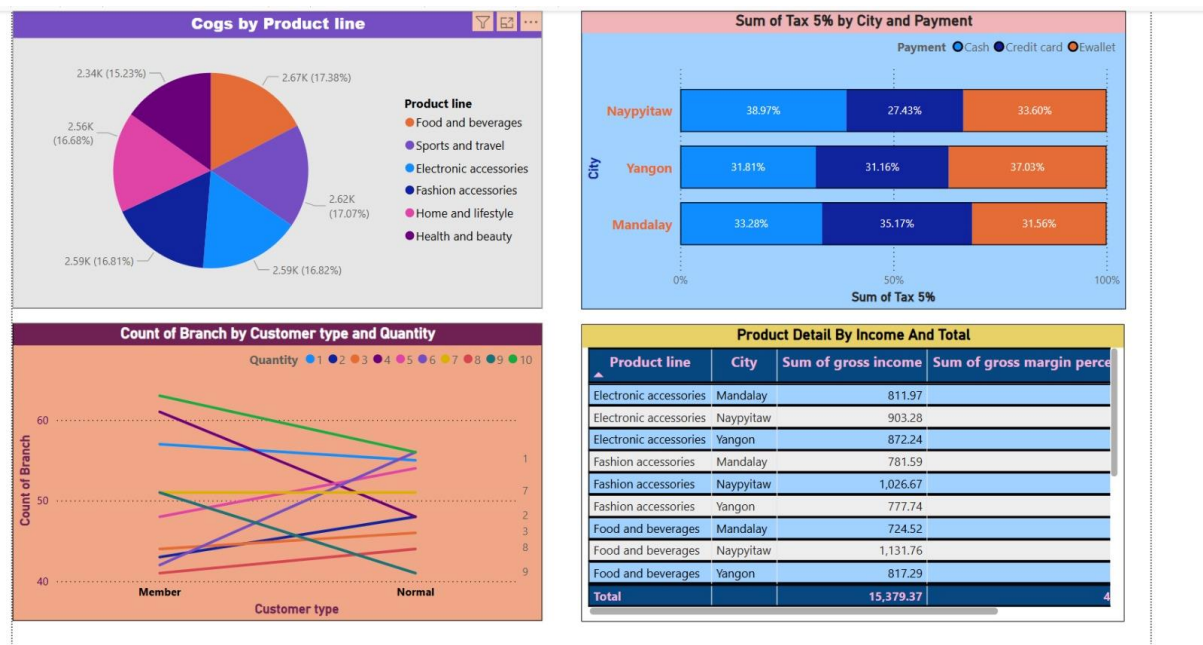 Cogs by Product line
2.34K (15.23%)
2.67K (17.38%)
2.56K
(16.68%)
2.62K
(17.07%)
2.59K (16.81%)
2.59K (16.82%)
Product line
Food and beverages
Sports and travel
Electronic accessories
Fashion accessories
Home and lifestyle
Health and beauty
Sum of Tax 5% by City and Payment
Payment Cash Credit card Ewallet
City
Naypyitaw 38.97% 27.43% 33.60%
Yangon 31.81% 31.16% 37.03%
Mandalay 33.28% 35.17% 31.56%
0% 50% 100%
Sum of Tax 5%
Count of Branch by Customer type and Quantity
Quantity 1 2 3 4 5 6 7 8 9 10
Count of Branch
60
50
40
1
7
2
3
8
9
Member Normal
Customer type
Product Detail By Income And Total
Product line City Sum of gross income Sum of gross margin perce
Electronic accessories Mandalay 811.97
Electronic accessories Naypyitaw 903.28
Electronic accessories Yangon 872.24
Fashion accessories Mandalay 781.59
Fashion accessories Naypyitaw 1,026.67
Fashion accessories Yangon 777.74
Food and beverages Mandalay 724.52
Food and beverages Naypyitaw 1,131.76
Food and beverages Yangon 817.29
Total 15,379.37 4